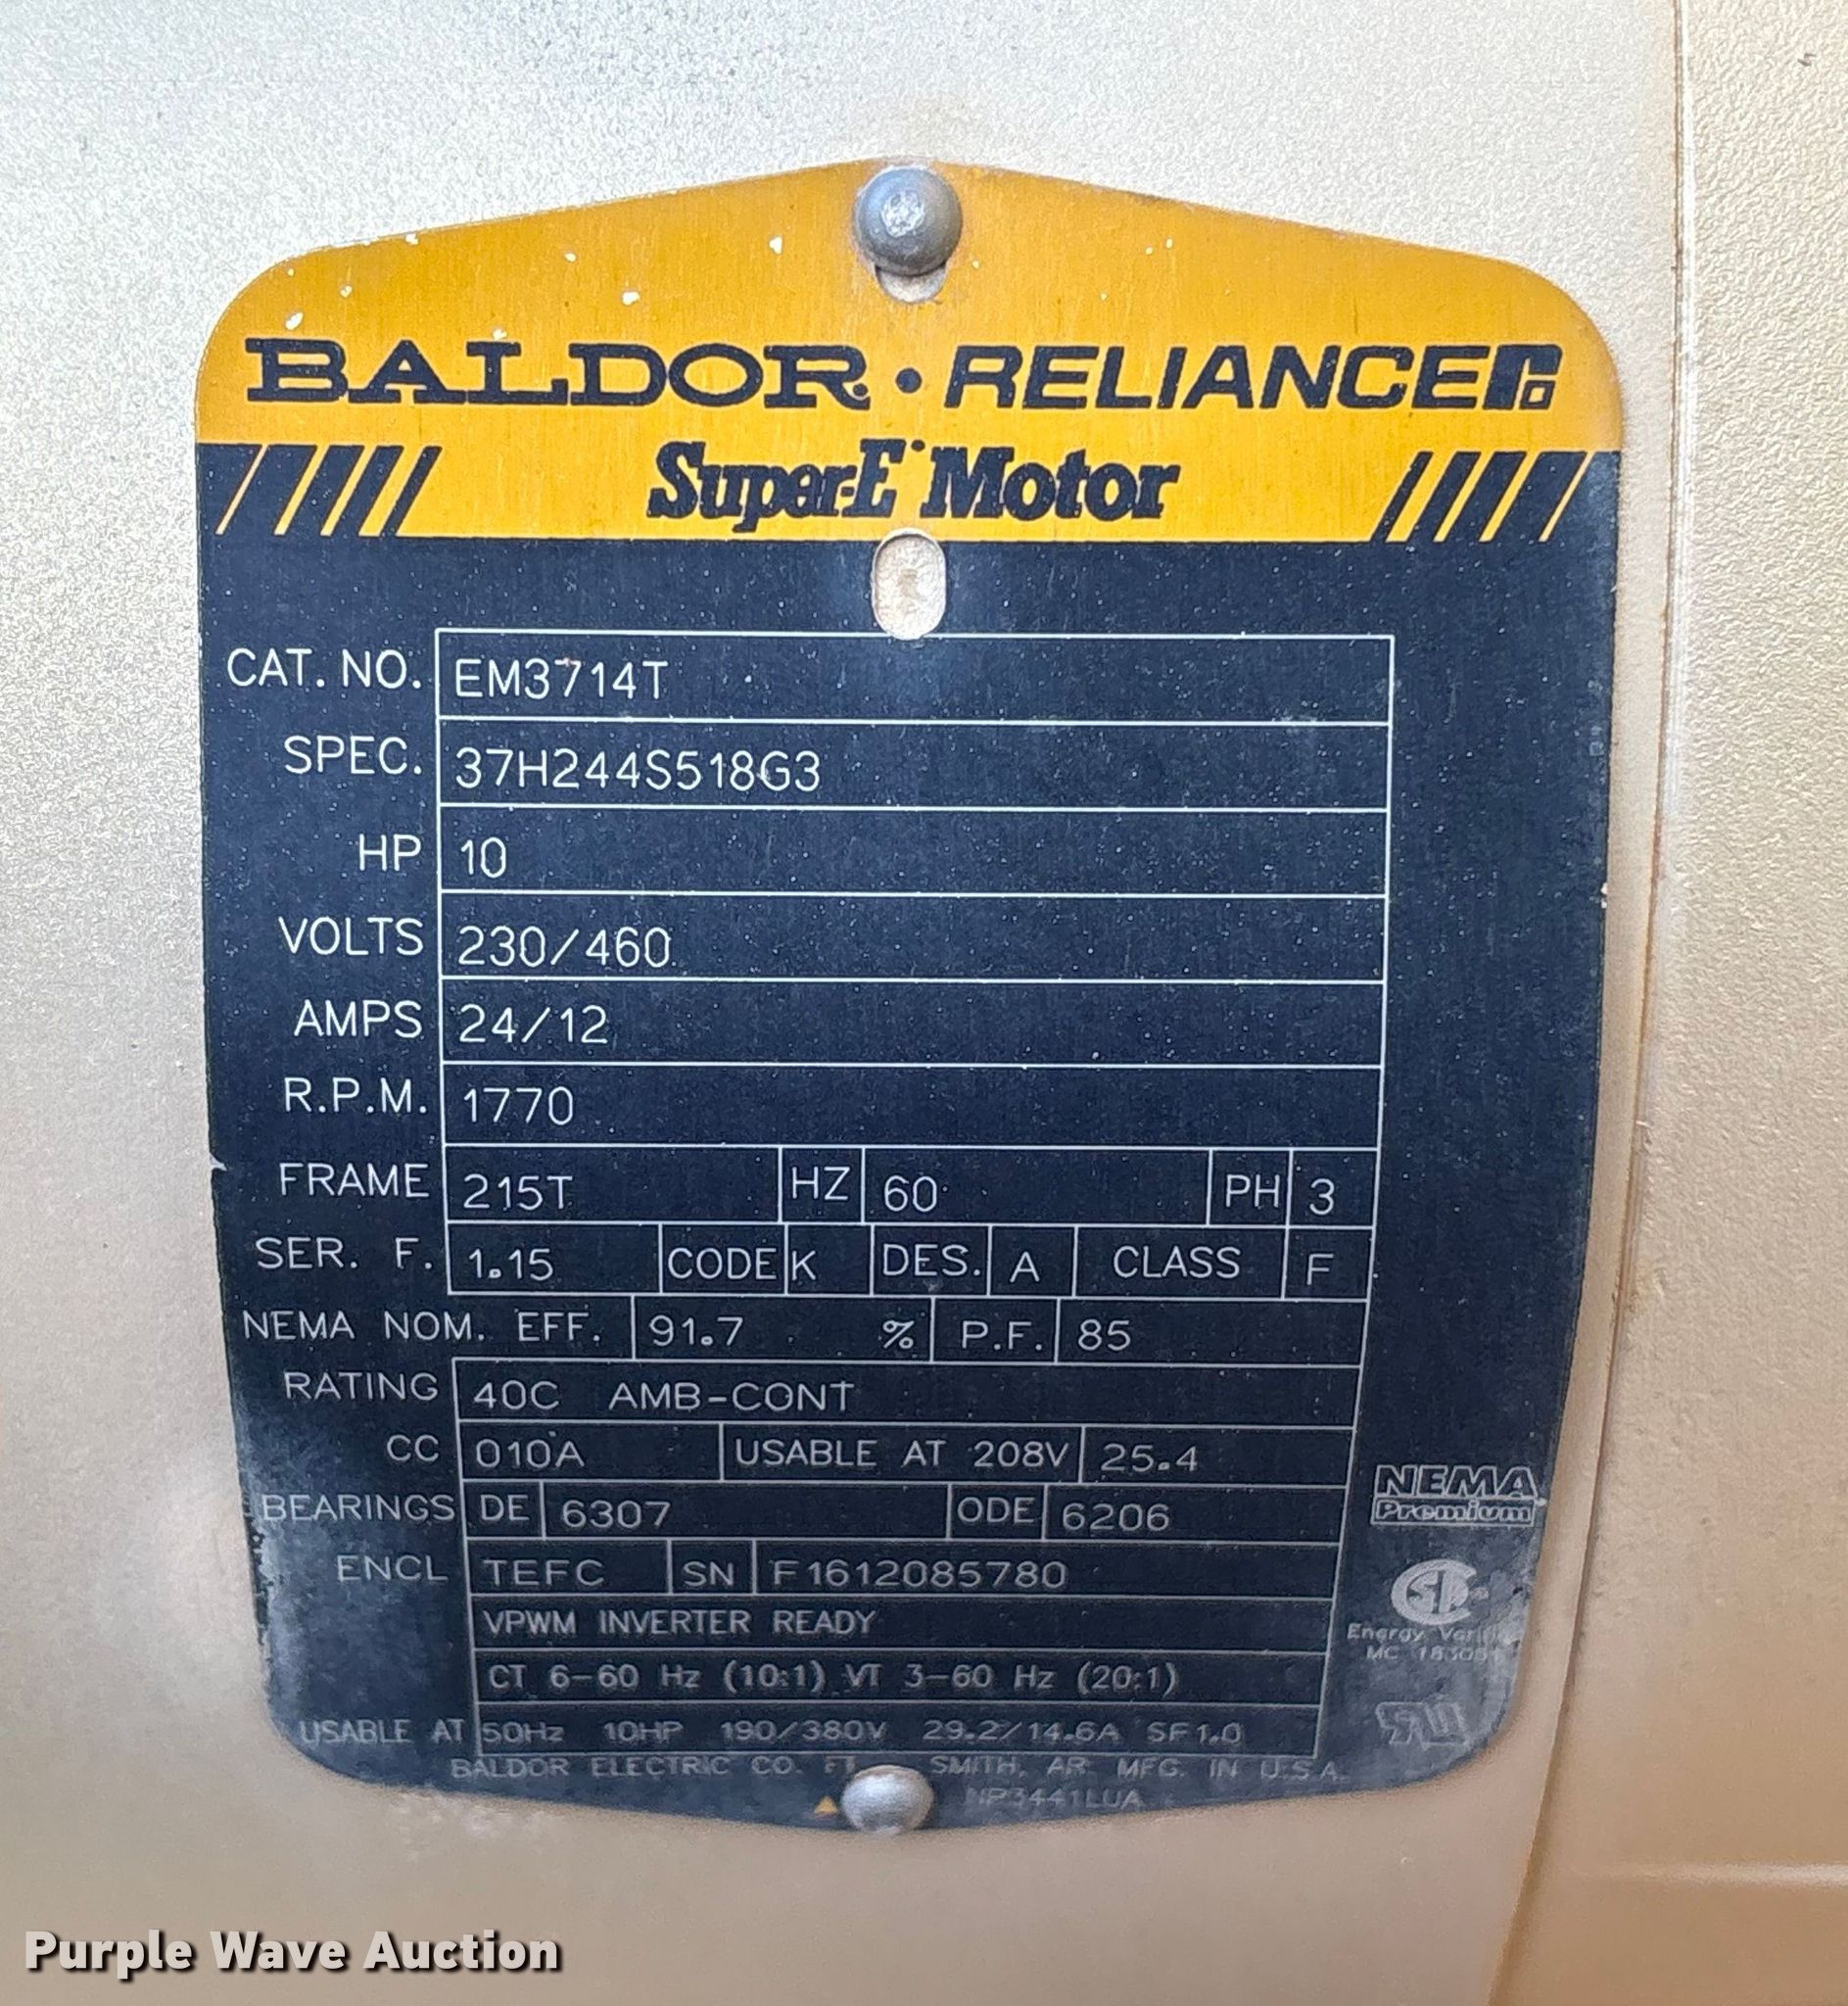 BALDOR • RELIANCE
Super-E Motor
CAT. NO. EM3714T
SPEC. 37H244S518G3
HP 10
VOLTS 230/460
AMPS 24/12
R.P.M. 1770
FRAME 215T HZ 60 PH 3
SER. F. 1.15 CODE K DES. A CLASS F
NEMA NOM. EFF. 91.7 % P.F. 85
RATING 40C AMB-CONT
CC 010A USABLE AT 208V 25.4
BEARINGS DE 6307 ODE 6206
NEMA
Premium
ENCL TEFC SN F1612085780
VPWM INVERTER READY
Energy
MC
CT 6-60 Hz (10:1) VT 3-60 Hz (20:1)
USABLE AT 50Hz 10HP 190/380V 29.2/14.6A SF1.0
BALDOR ELECTRIC CO. SMITH, AR. MFG. IN U.S.A.
NP3441LUA
Purple Wave Auction